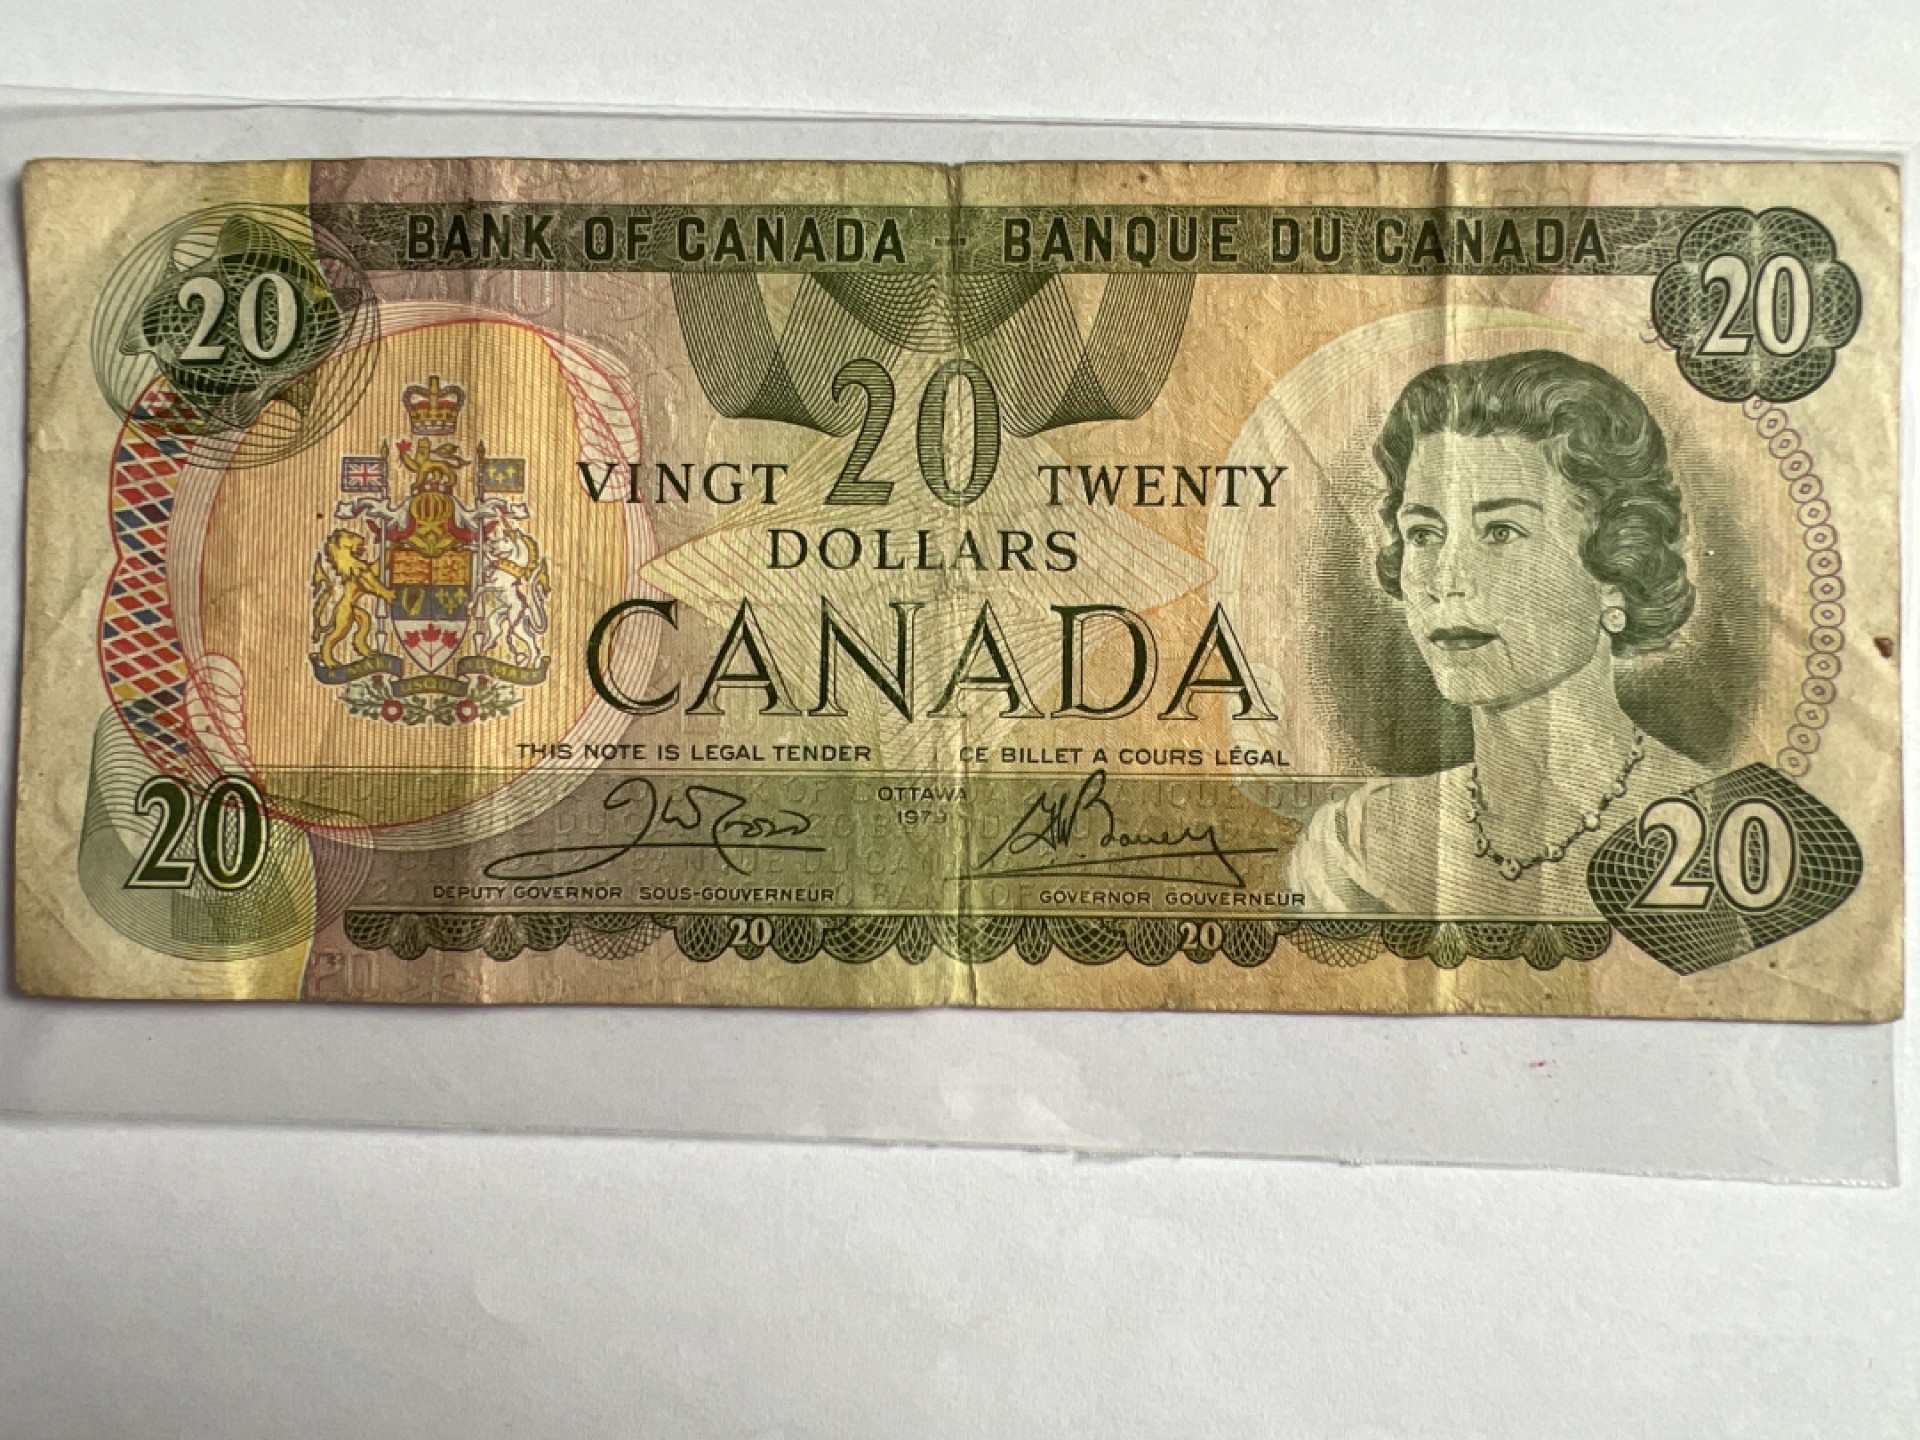 BANK OF CANADA - BANQUE DU CANADA
20
20
VINGT 20 TWENTY
DOLLARS
CANADA
THIS NOTE IS LEGAL TENDER CE BILLET A COURS LÉGAL
OTTAWA
1979
20
20
DEPUTY GOVERNOR SOUS-GOUVERNEUR
GOVERNOR GOUVERNEUR
20
20